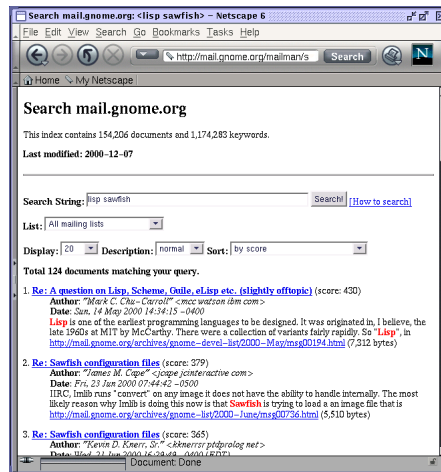 Search mail.gnome.org: <lisp sawfish> – Netscape 6
File Edit View Search Go Bookmarks Tasks Help
http://mail.gnome.org/mailman/s Search N
Home My Netscape
Search mail.gnome.org
This index contains 154,206 documents and 1,174,283 keywords.
Last modified: 2000-12-07
Search String: lisp sawfish Search! [How to search]
List: All mailing lists
Display: 20 Description: normal Sort: by score
Total 124 documents matching your query.
1. Re: A question on Lisp, Scheme, Guile, eLisp etc. (slightly offtopic) (score: 430)
Author: "Mark C. Chu-Carroll" <mcc watson ibm com>
Date: Sun, 14 May 2000 14:34:15 -0400
Lisp is one of the earliest programming languages to be designed. It was originated in, I believe, the
late 1960s at MIT by McCarthy. There were a collection of variants fairly rapidly. So "Lisp", in
http://mail.gnome.org/archives/gnome-devel-list/2000-May/msg00194.html (7,312 bytes)
2. Re: Sawfish configuration files (score: 379)
Author: "James M. Cape" <jcape jcinteractive com>
Date: Fri, 23 Jun 2000 07:44:42 -0500
IIRC, Imlib runs "convert" on any image it does not have the ability to handle internally. The most
likely reason why Imlib is doing this now is that Sawfish is trying to load a an image file that is
http://mail.gnome.org/archives/gnome-list/2000-June/msg00736.html (5,510 bytes)
3. Re: Sawfish configuration files (score: 365)
Author: "Kevin D. Knerr, Sr." <kknerrsr ptdprolog net>
Date: Wed, 21 Jun 2000 16:29:49 -0400 (EDT)
Document: Done